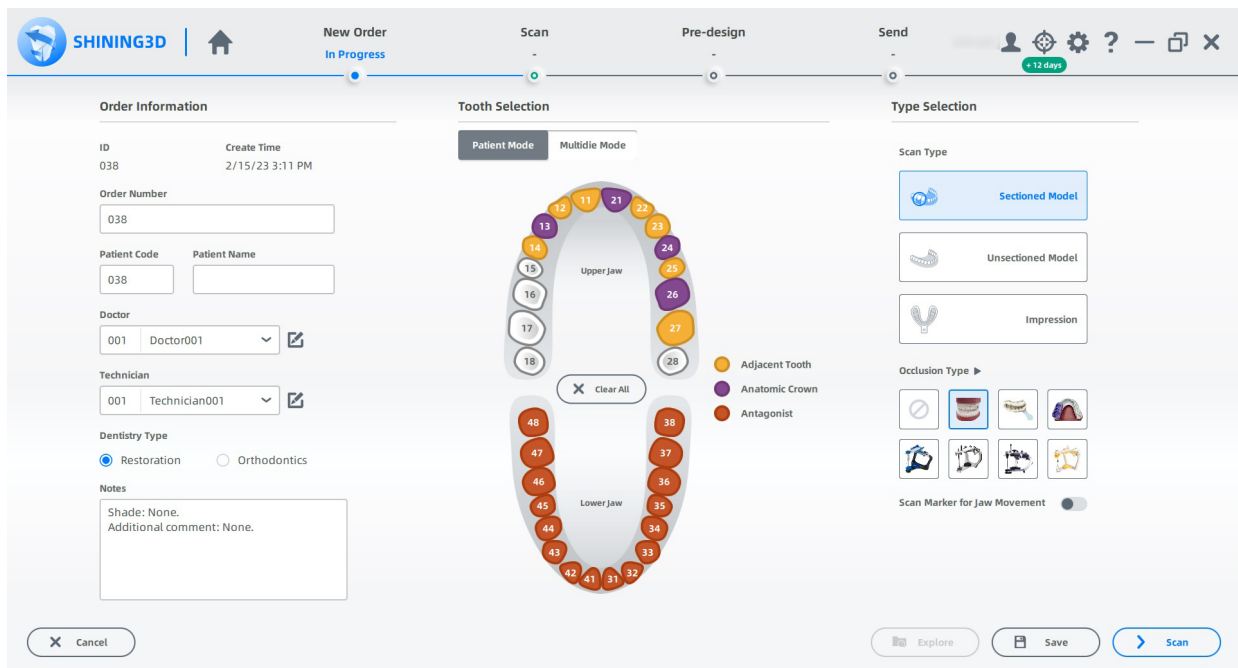 SHINING3D
New Order
In Progress
Scan
-
Pre-design
-
Send
-
+ 12 days
?
Order Information
ID
038
Create Time
2/15/23 3:11 PM
Order Number
038
Patient Code
038
Patient Name
Doctor
001 Doctor001
Technician
001 Technician001
Dentistry Type
Restoration
Orthodontics
Notes
Shade: None.
Additional comment: None.
Tooth Selection
Patient Mode
Multidie Mode
11 21
12 22
13 23
14 24
15 Upper Jaw 25
16 26
17 27
18 28
Clear All
48 38
47 37
46 36
45 Lower Jaw 35
44 34
43 33
42 41 31 32
Adjacent Tooth
Anatomic Crown
Antagonist
Type Selection
Scan Type
Sectioned Model
Unsectioned Model
Impression
Occlusion Type
Scan Marker for Jaw Movement
Cancel
Explore
Save
Scan